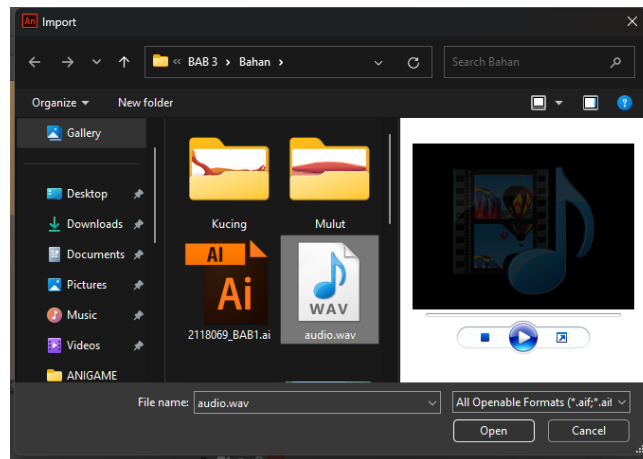 An Import
« BAB 3 › Bahan ›
Search Bahan
Organize
New folder
Gallery
Desktop
Downloads
Documents
Pictures
Music
Videos
ANIGAME
Kucing
Mulut
AI
Ai
2118069_BAB1.ai
WAV
audio.wav
File name: audio.wav
All Openable Formats (*.aif;*.ait
Open
Cancel